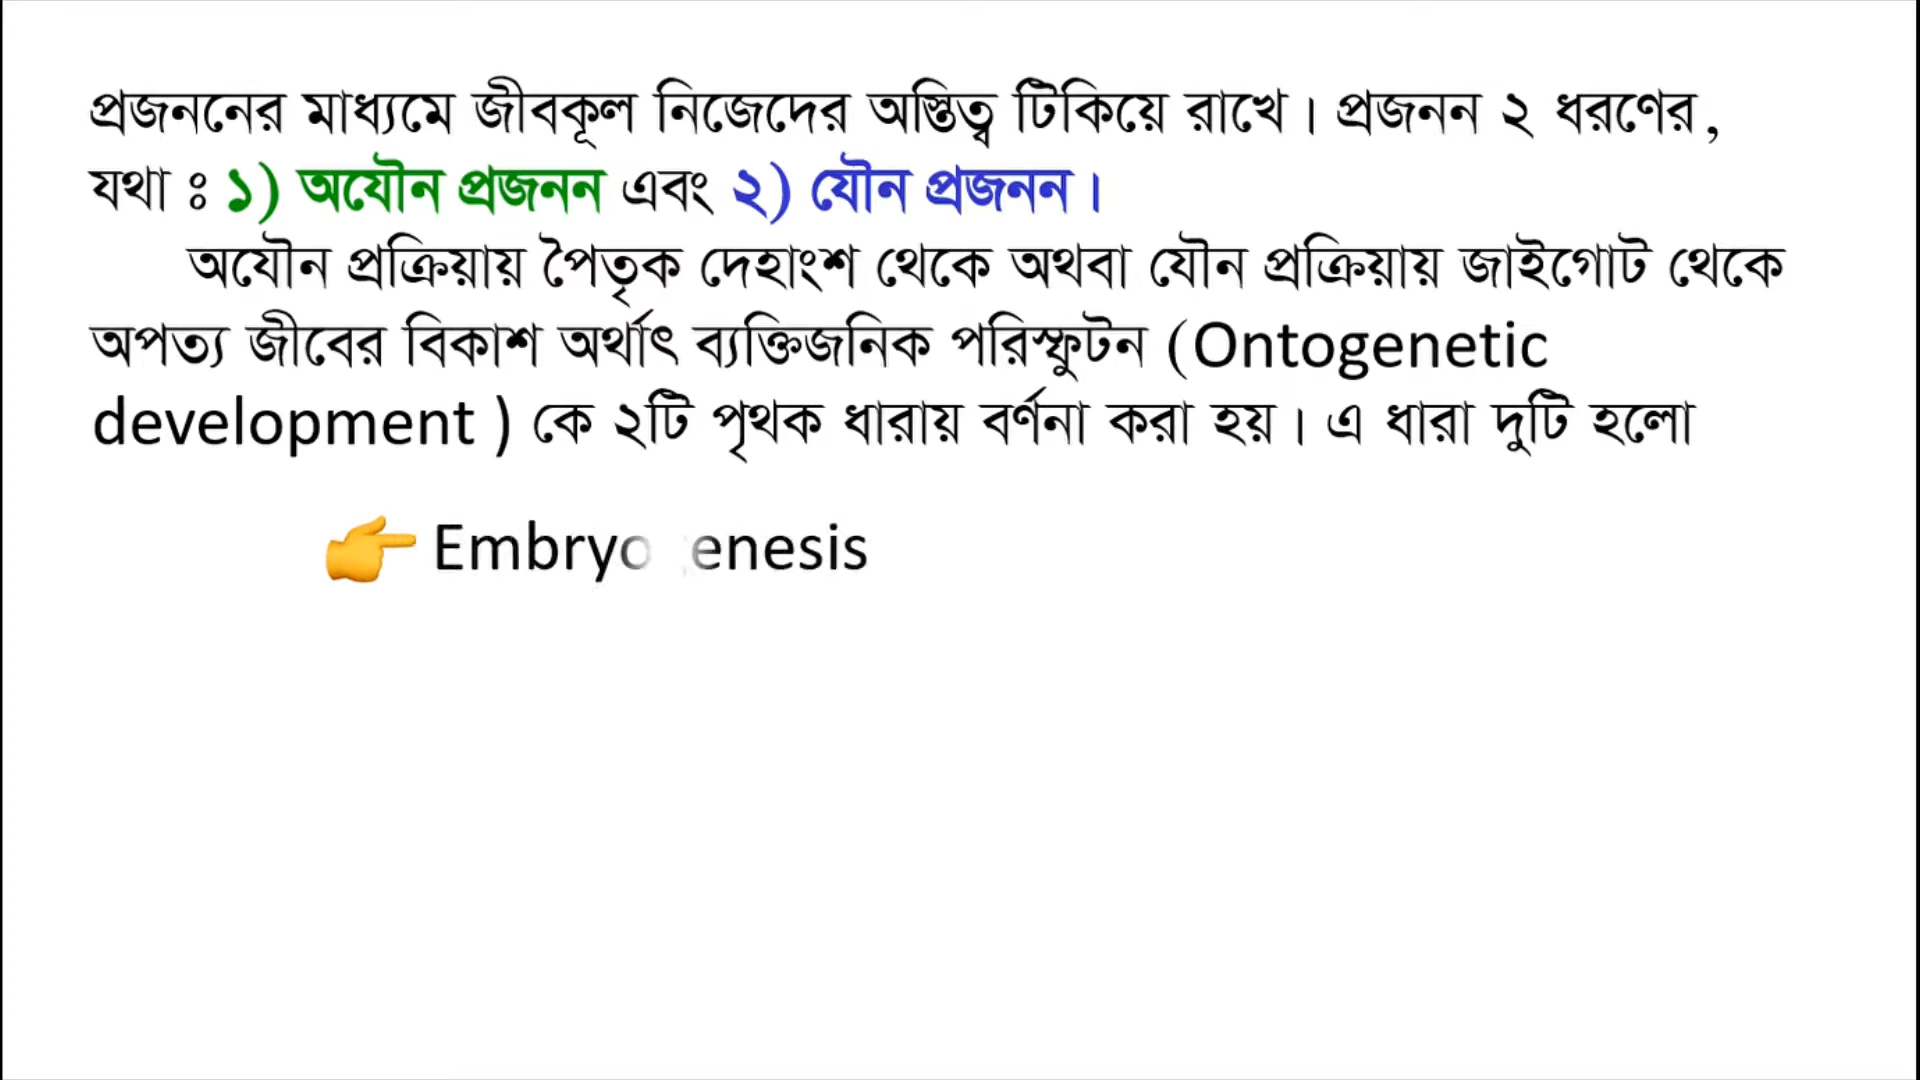 প্রজননের মাধ্যমে জীবকূল নিজেদের অস্তিত্ব টিকিয়ে রাখে। প্রজনন ২ ধরণের,
যথা ঃ ১) অযৌন প্রজনন এবং ২) যৌন প্রজনন।
অযৌন প্রক্রিয়ায় পৈতৃক দেহাংশ থেকে অথবা যৌন প্রক্রিয়ায় জাইগোট থেকে
অপত্য জীবের বিকাশ অর্থাৎ ব্যক্তিজনিক পরিস্ফুটন (Ontogenetic
development ) কে ২টি পৃথক ধারায় বর্ণনা করা হয়। এ ধারা দুটি হলো
👉 Embryogenesis